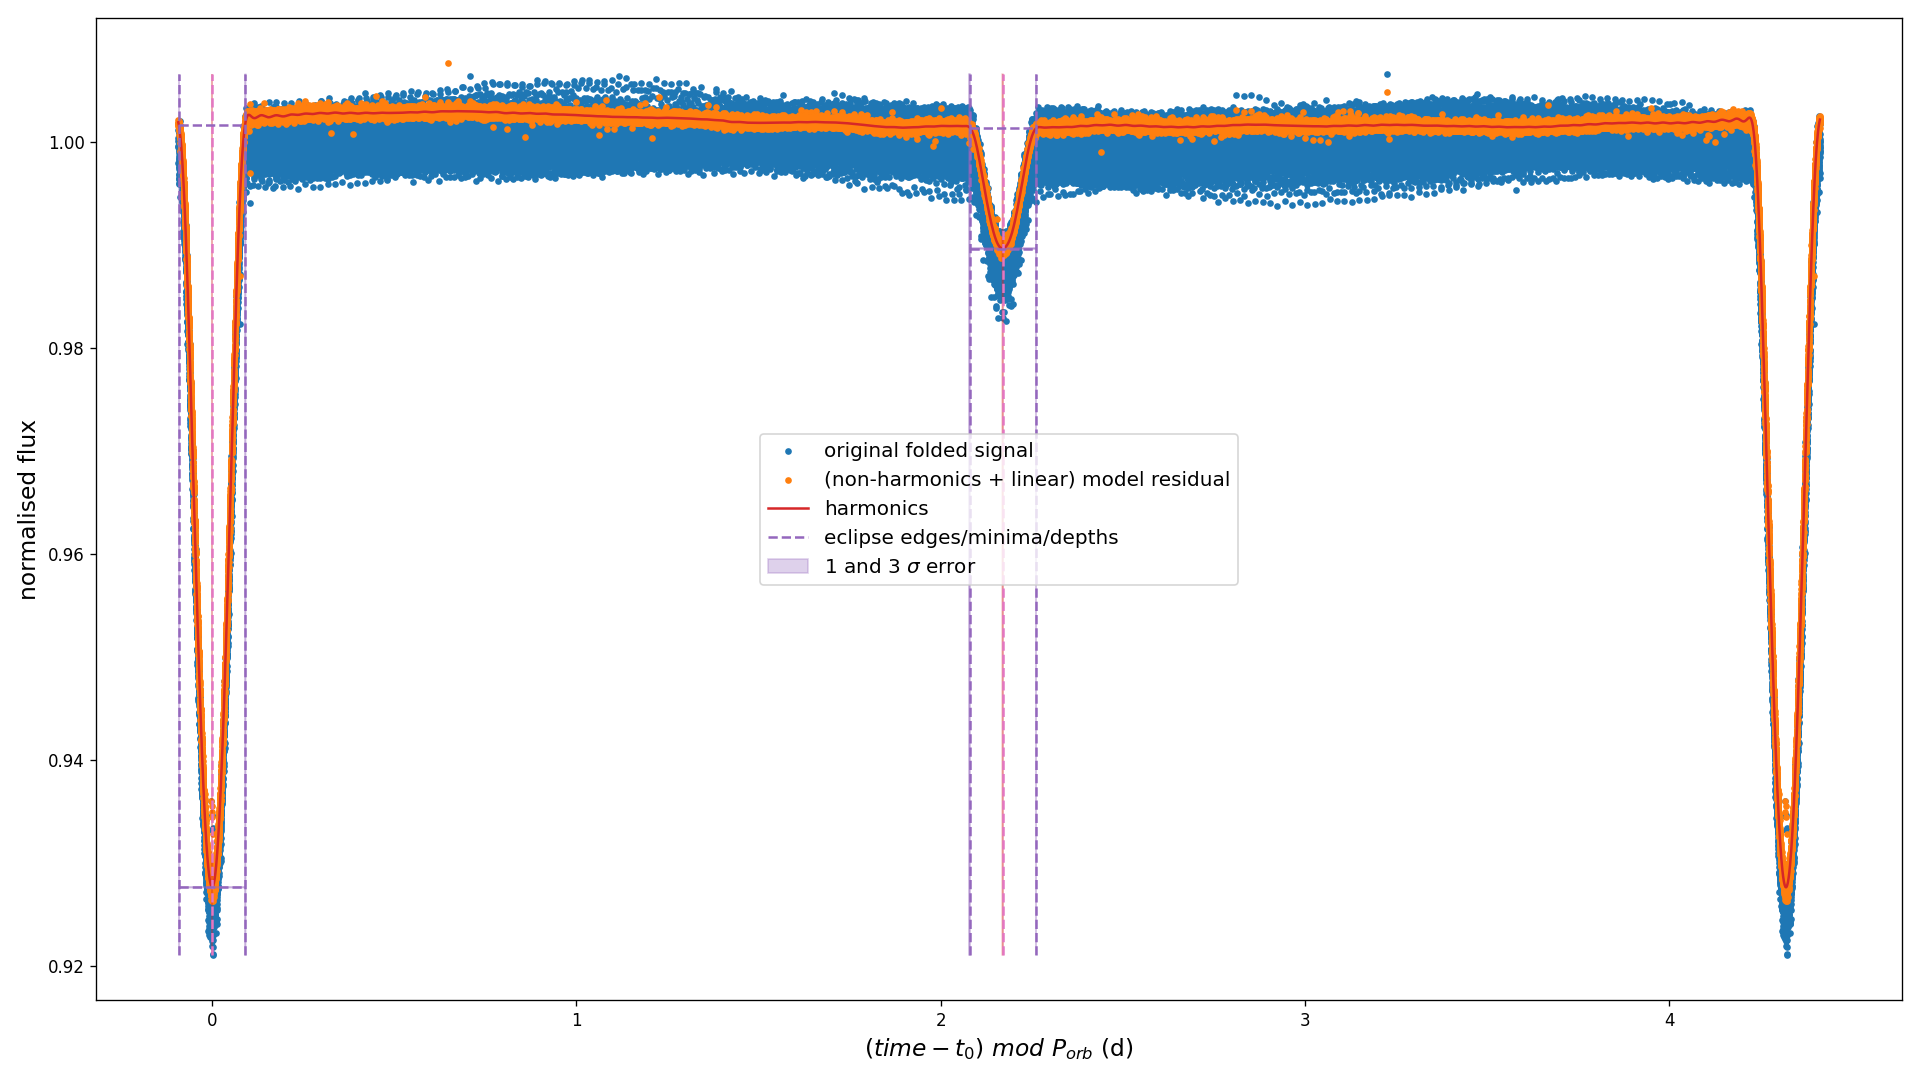 normalised flux
1.00
0.98
0.96
0.94
0.92
original folded signal
(non-harmonics + linear) model residual
harmonics
eclipse edges/minima/depths
1 and 3 σ error
0 1 2 3 4
(time − t₀) mod Pₒᵣb (d)